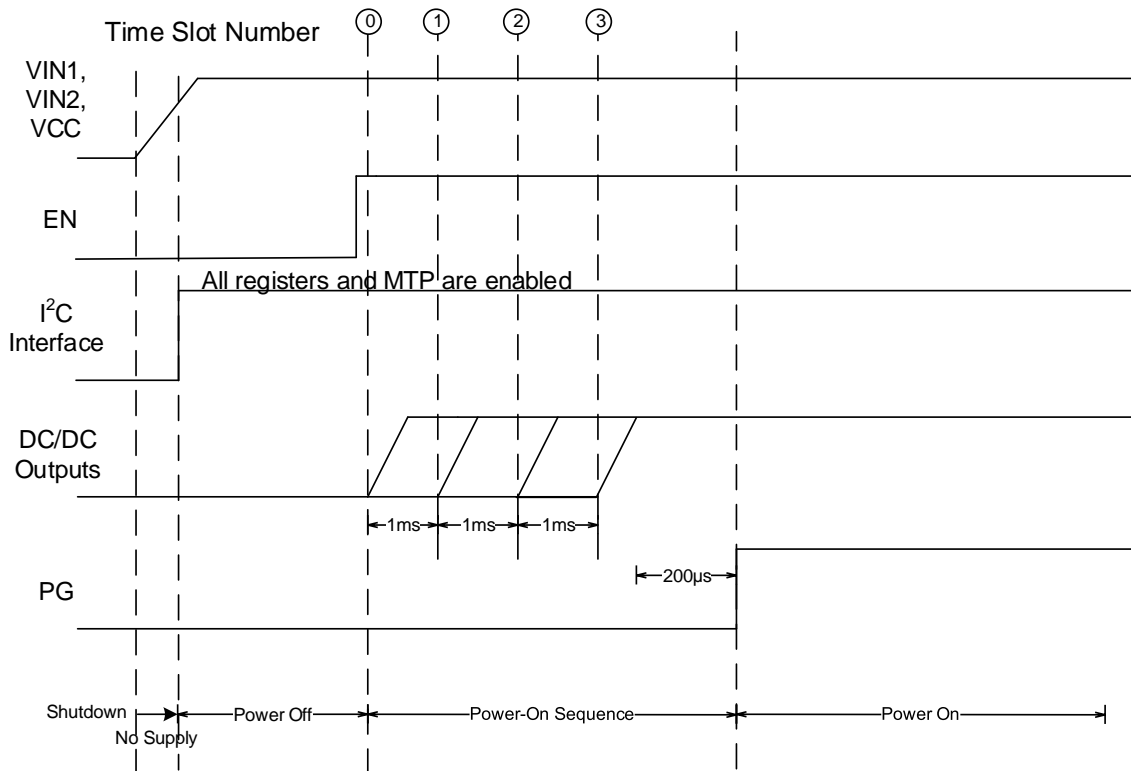 Time Slot Number
0 1 2 3
VIN1,
VIN2,
VCC
EN
All registers and MTP are enabled
I²C
Interface
DC/DC
Outputs
1ms 1ms 1ms
200µs
PG
Shutdown
No Supply
Power Off
Power-On Sequence
Power On